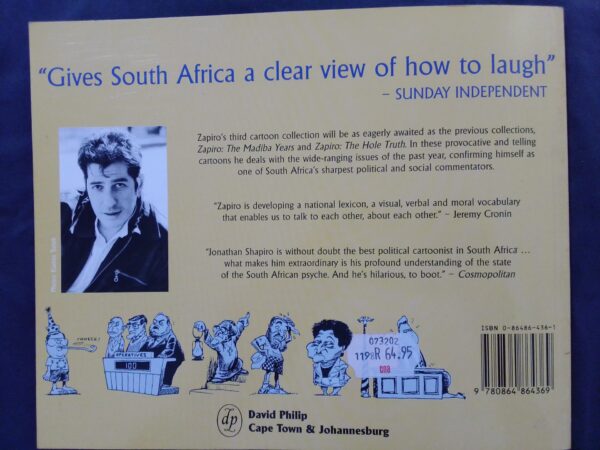 “Gives South Africa a clear view of how to laugh”
– SUNDAY INDEPENDENT
Zapiro's third cartoon collection will be as eagerly awaited as the previous collections,
Zapiro: The Madiba Years and Zapiro: The Hole Truth. In these provocative and telling
cartoons he deals with the wide-ranging issues of the past year, confirming himself as
one of South Africa's sharpest political and social commentators.
“Zapiro is developing a national lexicon, a visual, verbal and moral vocabulary
that enables us to talk to each other, about each other.” – Jeremy Cronin
“Jonathan Shapiro is without doubt the best political cartoonist in South Africa ...
what makes him extraordinary is his profound understanding of the state
of the South African psyche. And he's hilarious, to boot.” – Cosmopolitan
OPERATIVES
100
073202
R 64.95
cna
ISBN 0-86486-436-1
9 780864 864369
dp
David Philip
Cape Town & Johannesburg